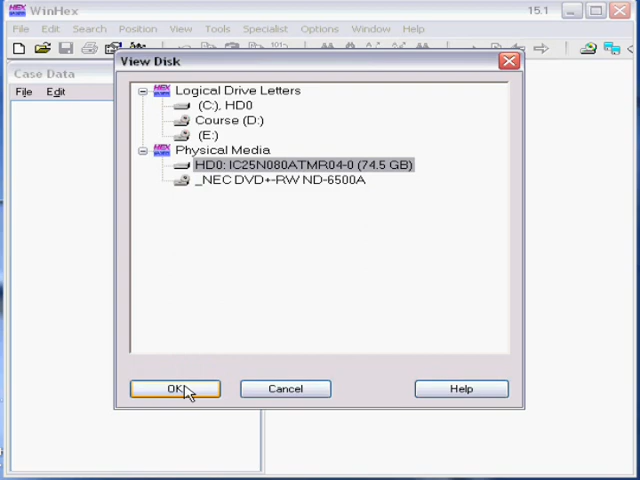 WinHex
15.1
File Edit Search Position View Tools Specialist Options Window Help
View Disk
Case Data
File Edit
Logical Drive Letters
(C:), HD0
Course (D:)
(E:)
Physical Media
HD0: IC25N080ATMR04-0 (74.5 GB)
_NEC DVD+-RW ND-6500A
OK
Cancel
Help